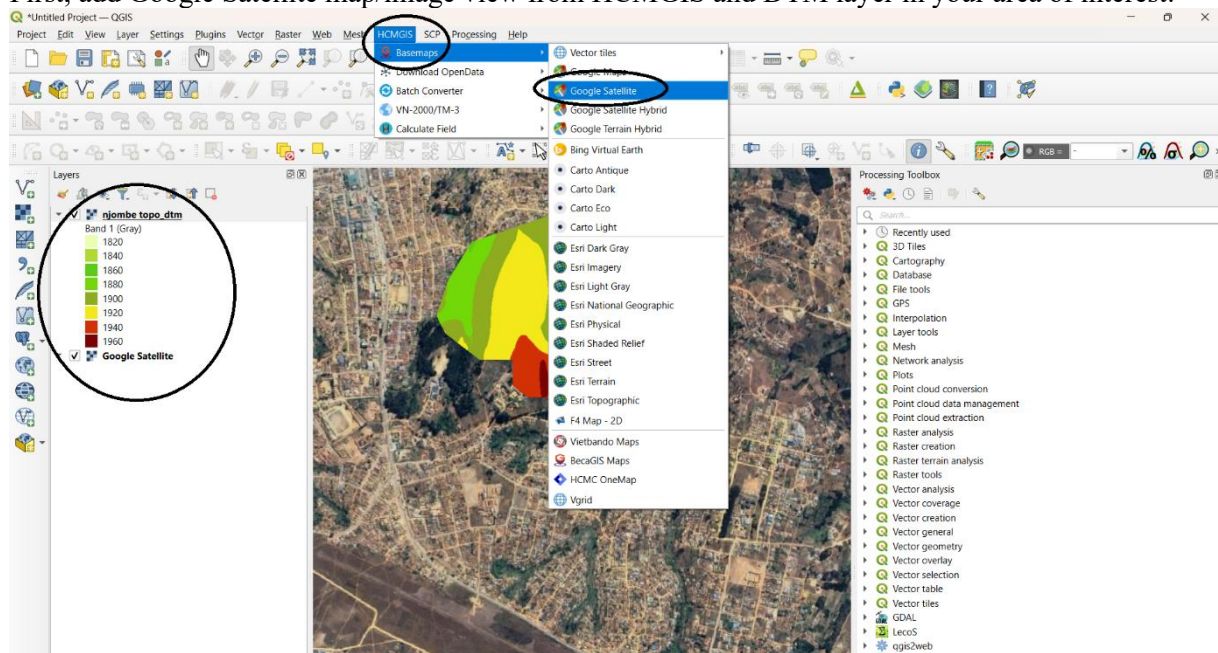 First, add Google Satellite map/image view from HCMGIS and DTM layer in your area of interest.
*Untitled Project — QGIS
Project Edit View Layer Settings Plugins Vector Raster Web Mesh HCMGIS SCP Processing Help
Basemaps
Download OpenData
Batch Converter
VN-2000/TM-3
Calculate Field
Vector tiles
Google Maps
Google Satellite
Google Satellite Hybrid
Google Terrain Hybrid
Bing Virtual Earth
Carto Antique
Carto Dark
Carto Eco
Carto Light
Esri Dark Gray
Esri Imagery
Esri Light Gray
Esri National Geographic
Esri Physical
Esri Shaded Relief
Esri Street
Esri Terrain
Esri Topographic
F4 Map - 2D
Vietbando Maps
BecaGIS Maps
HCMC OneMap
Vgrid
RGB =
Layers
njombe topo_dtm
Band 1 (Gray)
1820
1840
1860
1880
1900
1920
1940
1960
Google Satellite
Processing Toolbox
Search...
Recently used
3D Tiles
Cartography
Database
File tools
GPS
Interpolation
Layer tools
Mesh
Network analysis
Plots
Point cloud conversion
Point cloud data management
Point cloud extraction
Raster analysis
Raster creation
Raster terrain analysis
Raster tools
Vector analysis
Vector coverage
Vector creation
Vector general
Vector geometry
Vector overlay
Vector selection
Vector table
Vector tiles
GDAL
LecoS
qgis2web